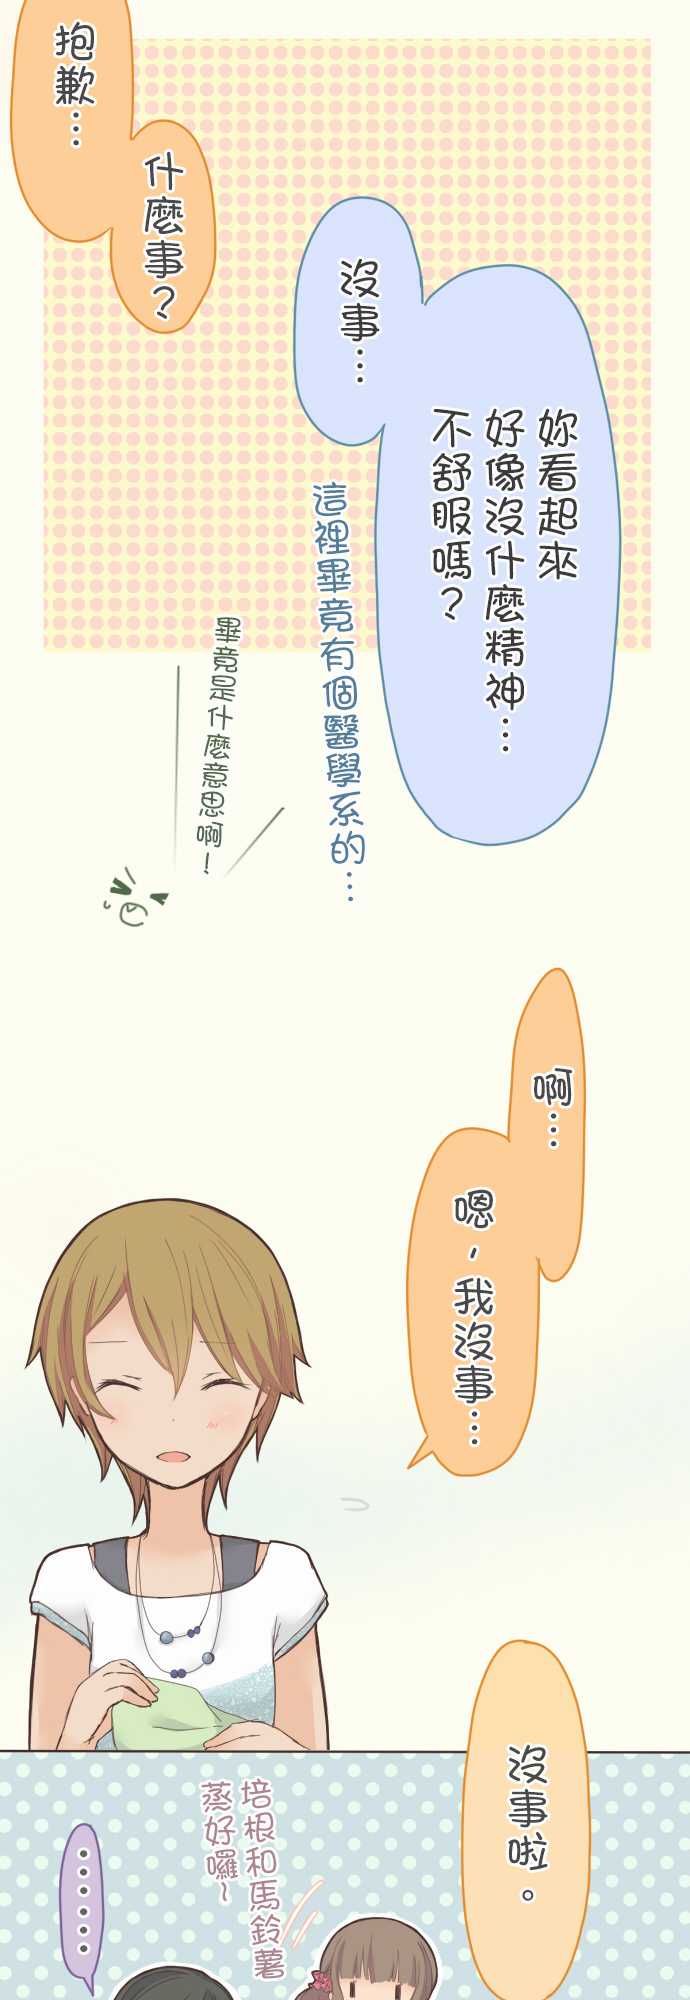 抱歉…
什麼事？
沒事…
妳看起來
好像沒什麼精神…
不舒服嗎？
這裡畢竟有個醫學系的…
畢竟是什麼意思啊！
啊…
嗯，我沒事…
沒事啦。
培根和馬鈴薯
蒸好囉~
……